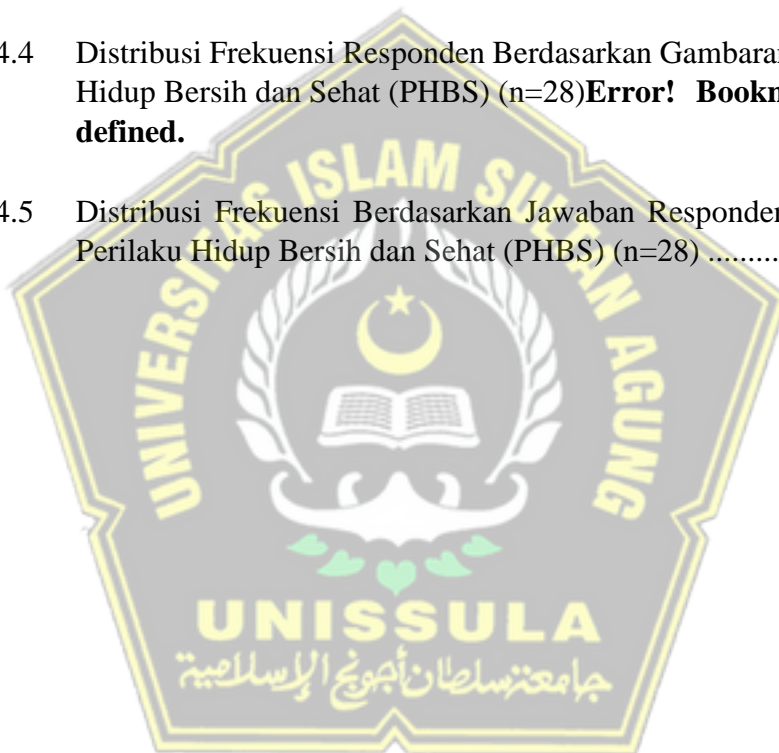 4.4 Distribusi Frekuensi Responden Berdasarkan Gambaran
Hidup Bersih dan Sehat (PHBS) (n=28)Error! Bookn
defined.
4.5 Distribusi Frekuensi Berdasarkan Jawaban Responden
Perilaku Hidup Bersih dan Sehat (PHBS) (n=28) .........
UNIVERSITAS ISLAM SULTAN AGUNG
UNISSULA
جامعة سلطان أجونج الإسلامية